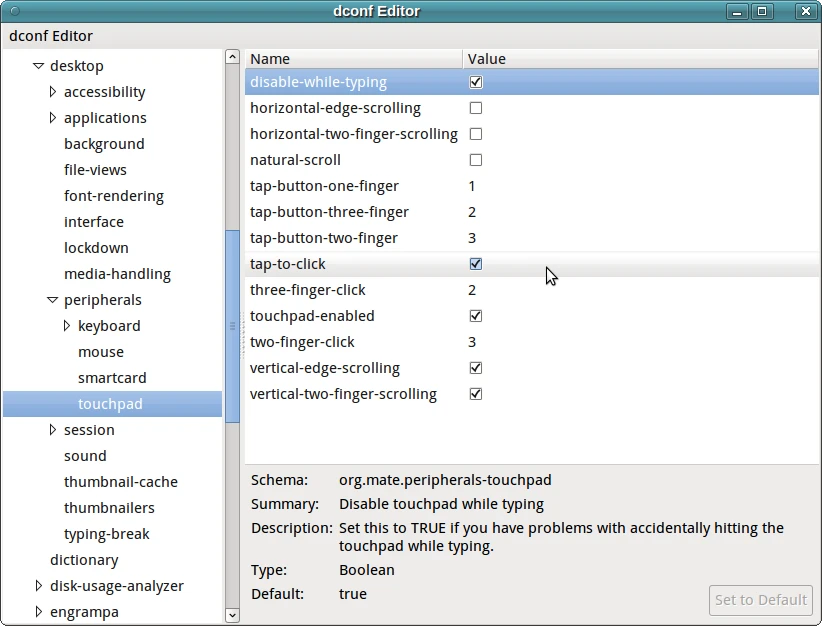 dconf Editor
dconf Editor
desktop
accessibility
applications
background
file-views
font-rendering
interface
lockdown
media-handling
peripherals
keyboard
mouse
smartcard
touchpad
session
sound
thumbnail-cache
thumbnailers
typing-break
dictionary
disk-usage-analyzer
engrampa
Name Value
disable-while-typing
horizontal-edge-scrolling
horizontal-two-finger-scrolling
natural-scroll
tap-button-one-finger 1
tap-button-three-finger 2
tap-button-two-finger 3
tap-to-click
three-finger-click 2
touchpad-enabled
two-finger-click 3
vertical-edge-scrolling
vertical-two-finger-scrolling
Schema: org.mate.peripherals-touchpad
Summary: Disable touchpad while typing
Description: Set this to TRUE if you have problems with accidentally hitting the
touchpad while typing.
Type: Boolean
Default: true
Set to Default